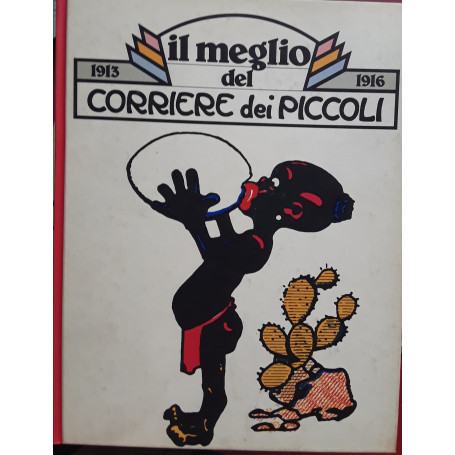 il meglio
1913 del 1916
CORRIERE dei PICCOLI